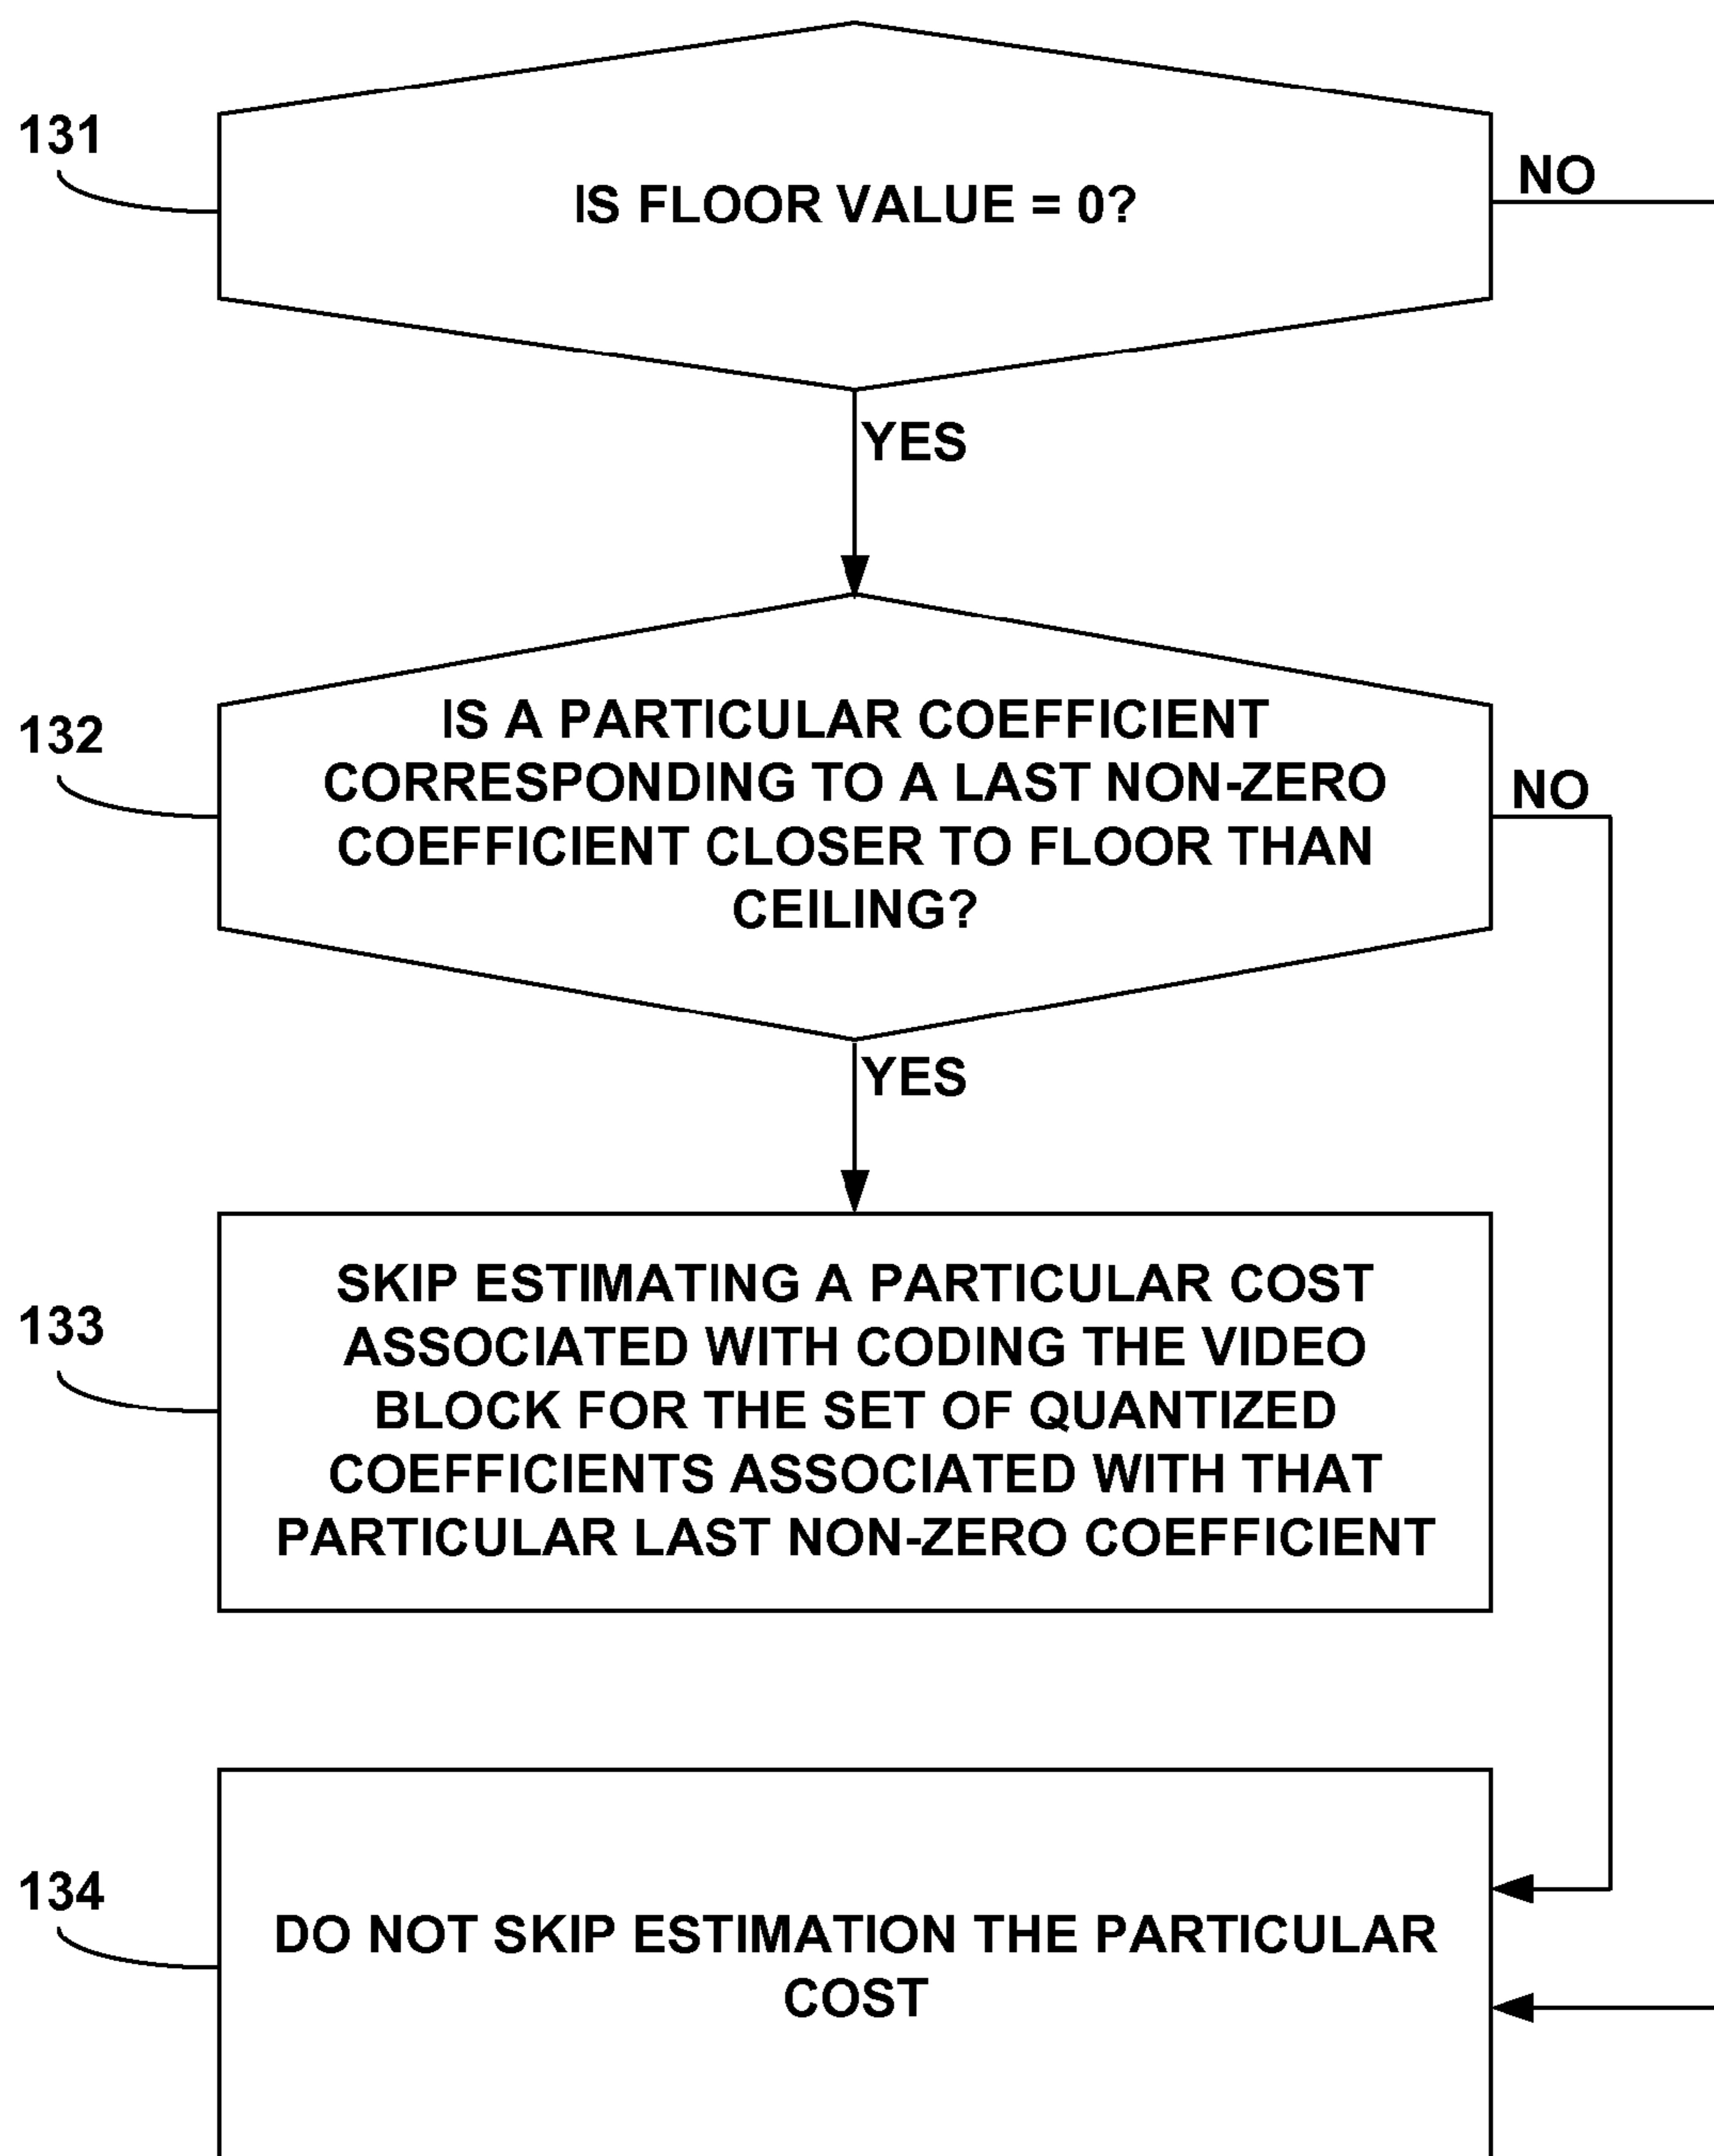 131
IS FLOOR VALUE = 0?
NO
YES
132
IS A PARTICULAR COEFFICIENT
CORRESPONDING TO A LAST NON-ZERO
COEFFICIENT CLOSER TO FLOOR THAN
CEILING?
NO
YES
133
SKIP ESTIMATING A PARTICULAR COST
ASSOCIATED WITH CODING THE VIDEO
BLOCK FOR THE SET OF QUANTIZED
COEFFICIENTS ASSOCIATED WITH THAT
PARTICULAR LAST NON-ZERO COEFFICIENT
134
DO NOT SKIP ESTIMATION THE PARTICULAR
COST